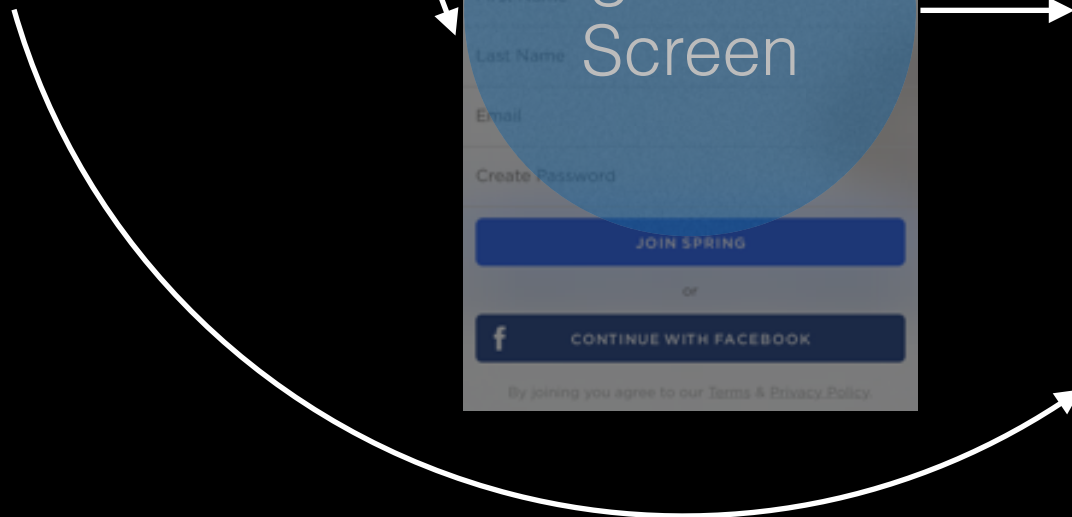 Screen
Last Name
Email
Create Password
JOIN SPRING
or
f CONTINUE WITH FACEBOOK
By joining you agree to our Terms & Privacy Policy.